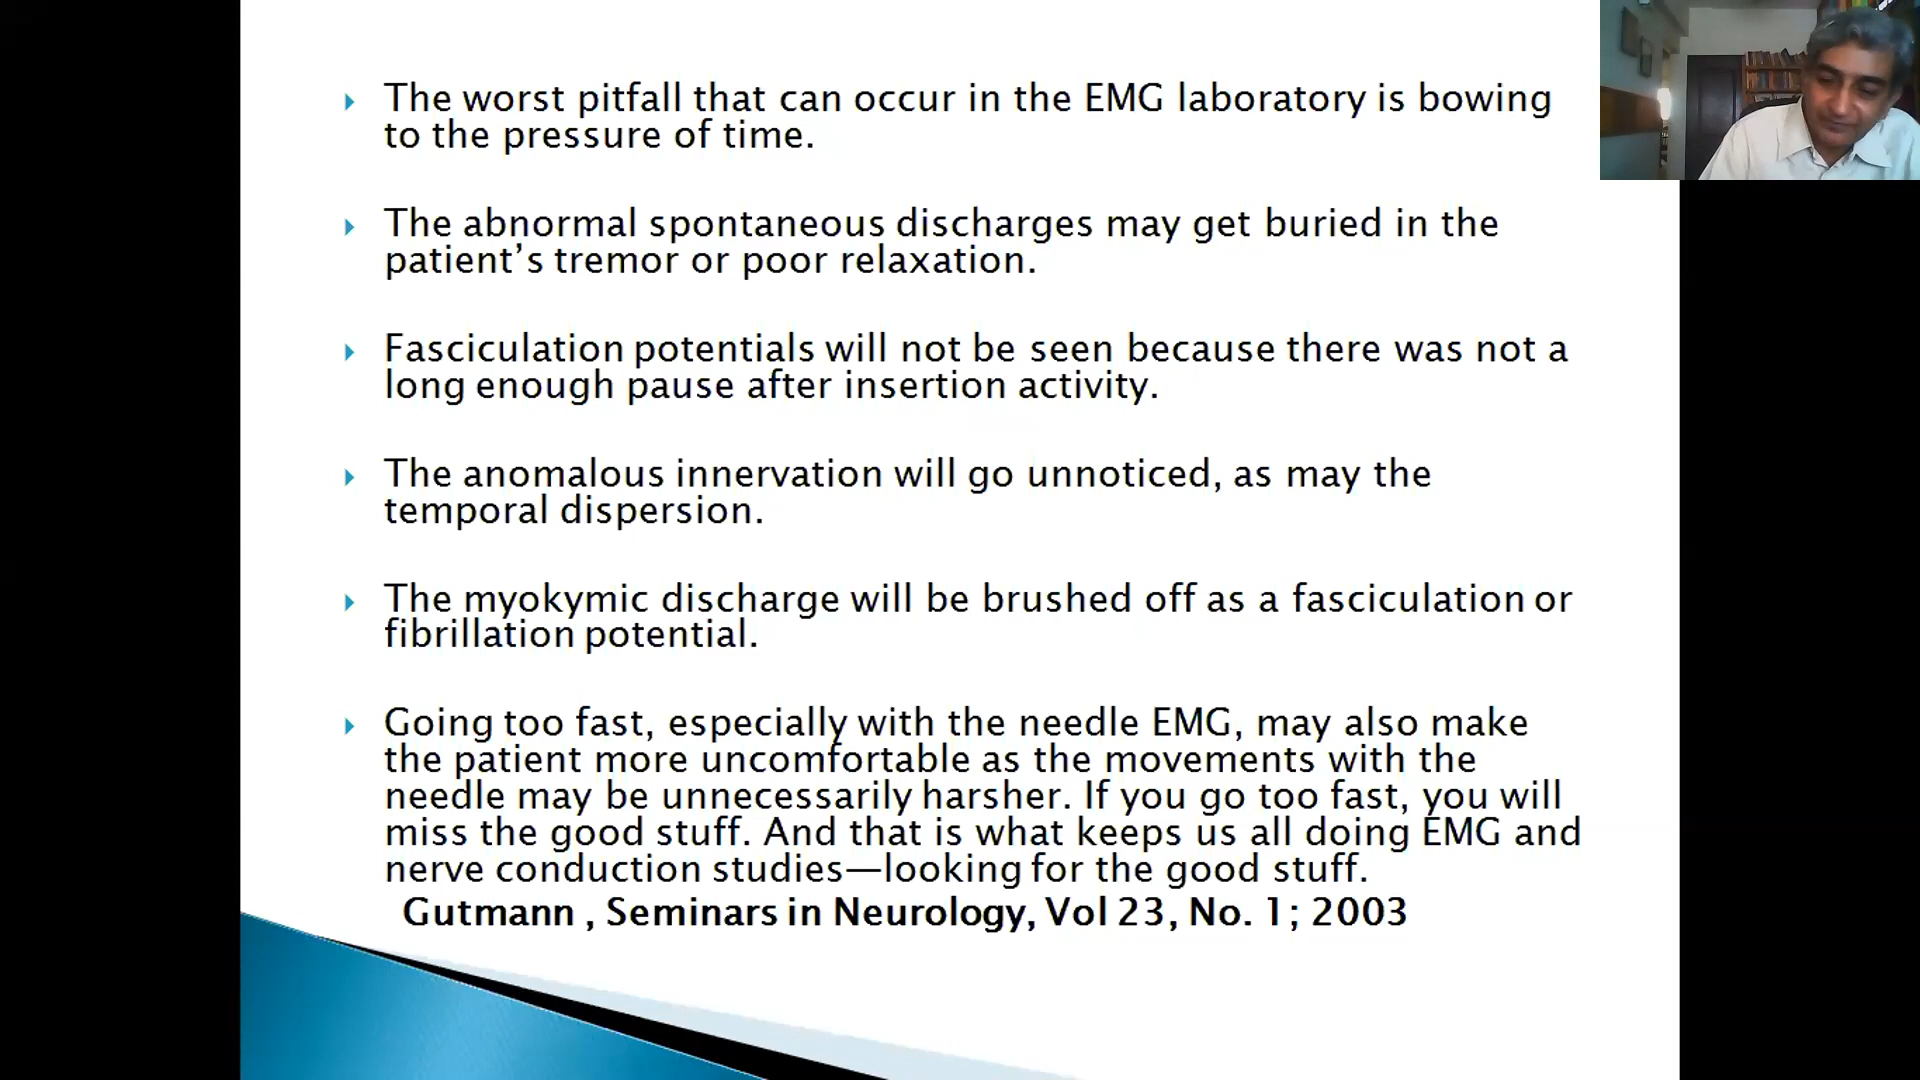 The worst pitfall that can occur in the EMG laboratory is bowing
to the pressure of time.
The abnormal spontaneous discharges may get buried in the
patient’s tremor or poor relaxation.
Fasciculation potentials will not be seen because there was not a
long enough pause after insertion activity.
The anomalous innervation will go unnoticed, as may the
temporal dispersion.
The myokymic discharge will be brushed off as a fasciculation or
fibrillation potential.
Going too fast, especially with the needle EMG, may also make
the patient more uncomfortable as the movements with the
needle may be unnecessarily harsher. If you go too fast, you will
miss the good stuff. And that is what keeps us all doing EMG and
nerve conduction studies—looking for the good stuff.
Gutmann , Seminars in Neurology, Vol 23, No. 1; 2003